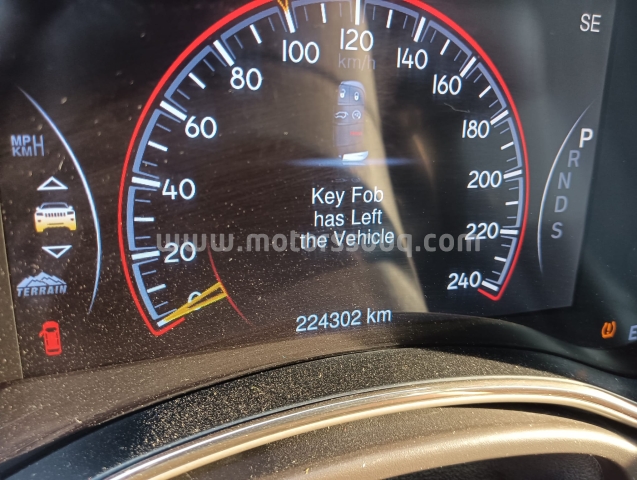 SE
0
20
40
60
80
100
120
140
160
180
200
220
240
km/h
MPH
KM
TERRAIN
Key Fob
has Left
the Vehicle
www.motorssooq.com
224302 km
P
R
N
D
S
E